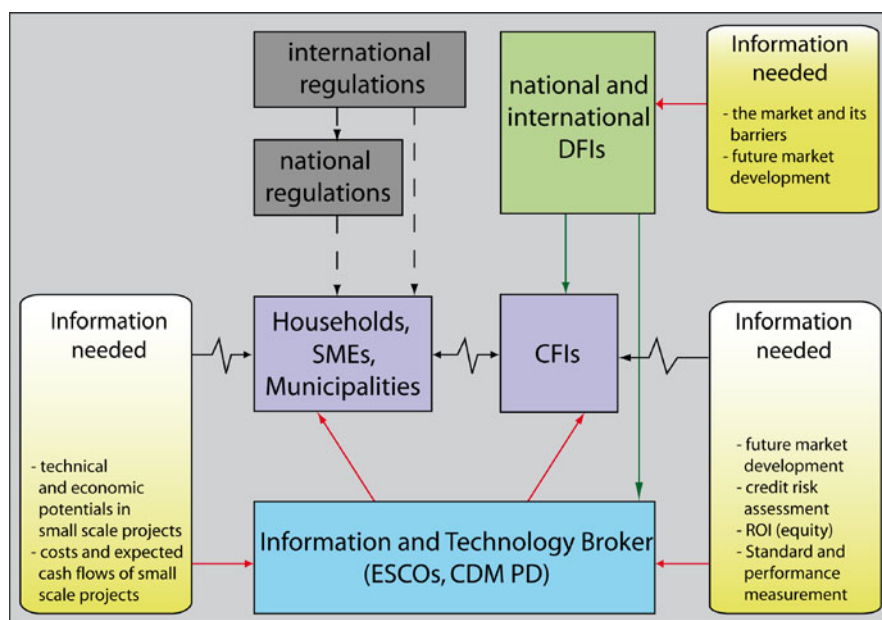 international
regulations
national
regulations
national and
international
DFIs
Information
needed
- the market and its
barriers
- future market
development
Information
needed
- technical
and economic
potentials in
small scale projects
- costs and expected
cash flows of small
scale projects
Households,
SMEs,
Municipalities
CFIs
Information
needed
- future market
development
- credit risk
assessment
- ROI (equity)
- Standard and
performance
measurement
Information and Technology Broker
(ESCOs, CDM PD)